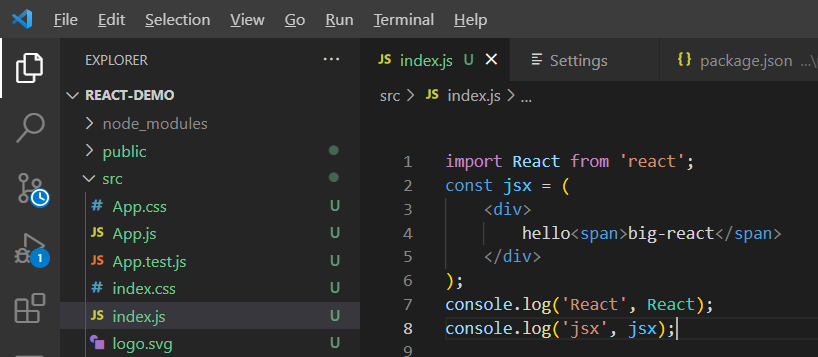 File Edit Selection View Go Run Terminal Help
EXPLORER ...
index.js U
Settings
{} package.json ...\
REACT-DEMO
src > JS index.js > ...
node_modules
public
src
# App.css U
JS App.js U
JS App.test.js U
# index.css U
JS index.js U
logo.svg U
1
1 import React from 'react';
2 const jsx = (
3 <div>
4 hello<span>big-react</span>
5 </div>
6 );
7 console.log('React', React);
8 console.log('jsx', jsx);
9